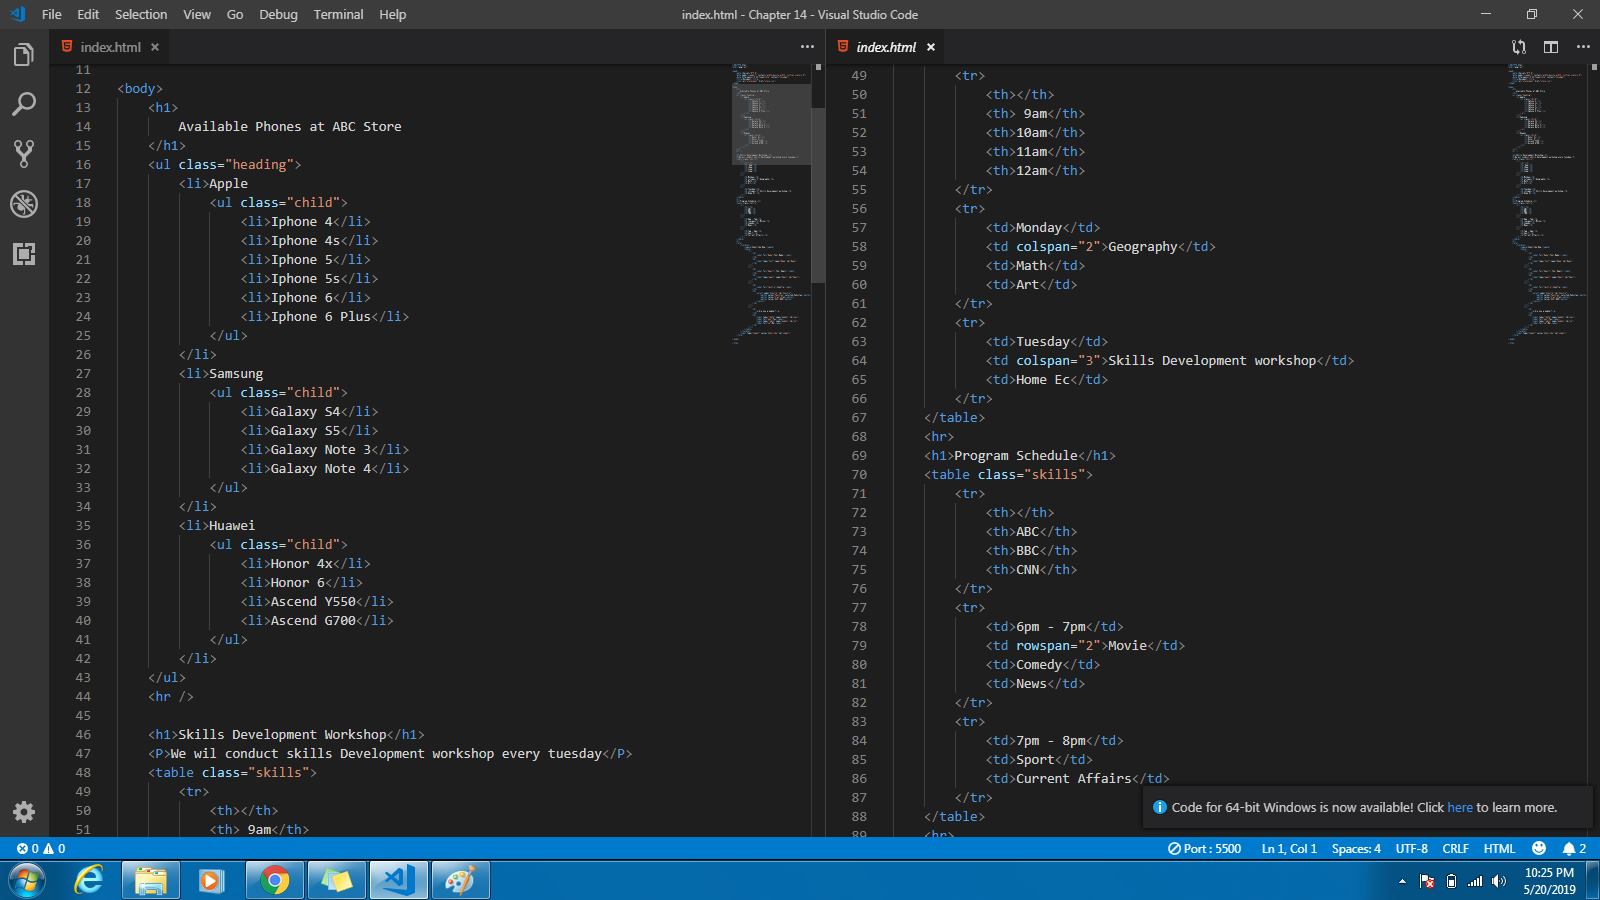 File Edit Selection View Go Debug Terminal Help
index.html - Chapter 14 - Visual Studio Code
index.html
11
12 <body>
13 <h1>
14 Available Phones at ABC Store
15 </h1>
16 <ul class="heading">
17 <li>Apple
18 <ul class="child">
19 <li>Iphone 4</li>
20 <li>Iphone 4s</li>
21 <li>Iphone 5</li>
22 <li>Iphone 5s</li>
23 <li>Iphone 6</li>
24 <li>Iphone 6 Plus</li>
25 </ul>
26 </li>
27 <li>Samsung
28 <ul class="child">
29 <li>Galaxy S4</li>
30 <li>Galaxy S5</li>
31 <li>Galaxy Note 3</li>
32 <li>Galaxy Note 4</li>
33 </ul>
34 </li>
35 <li>Huawei
36 <ul class="child">
37 <li>Honor 4x</li>
38 <li>Honor 6</li>
39 <li>Ascend Y550</li>
40 <li>Ascend G700</li>
41 </ul>
42 </li>
43 </ul>
44 <hr />
45
46 <h1>Skills Development Workshop</h1>
47 <P>We wil conduct skills Development workshop every tuesday</P>
48 <table class="skills">
49 <tr>
50 <th></th>
51 <th> 9am</th>
index.html
49 <tr>
50 <th></th>
51 <th> 9am</th>
52 <th>10am</th>
53 <th>11am</th>
54 <th>12am</th>
55 </tr>
56 <tr>
57 <td>Monday</td>
58 <td colspan="2">Geography</td>
59 <td>Math</td>
60 <td>Art</td>
61 </tr>
62 <tr>
63 <td>Tuesday</td>
64 <td colspan="3">Skills Development workshop</td>
65 <td>Home Ec</td>
66 </tr>
67 </table>
68 <hr>
69 <h1>Program Schedule</h1>
70 <table class="skills">
71 <tr>
72 <th></th>
73 <th>ABC</th>
74 <th>BBC</th>
75 <th>CNN</th>
76 </tr>
77 <tr>
78 <td>6pm - 7pm</td>
79 <td rowspan="2">Movie</td>
80 <td>Comedy</td>
81 <td>News</td>
82 </tr>
83 <tr>
84 <td>7pm - 8pm</td>
85 <td>Sport</td>
86 <td>Current Affairs</td>
87 </tr>
88 </table>
89 <hr>
Code for 64-bit Windows is now available! Click here to learn more.
0 0
Port : 5500 Ln 1, Col 1 Spaces: 4 UTF-8 CRLF HTML 2
10:25 PM
5/20/2019